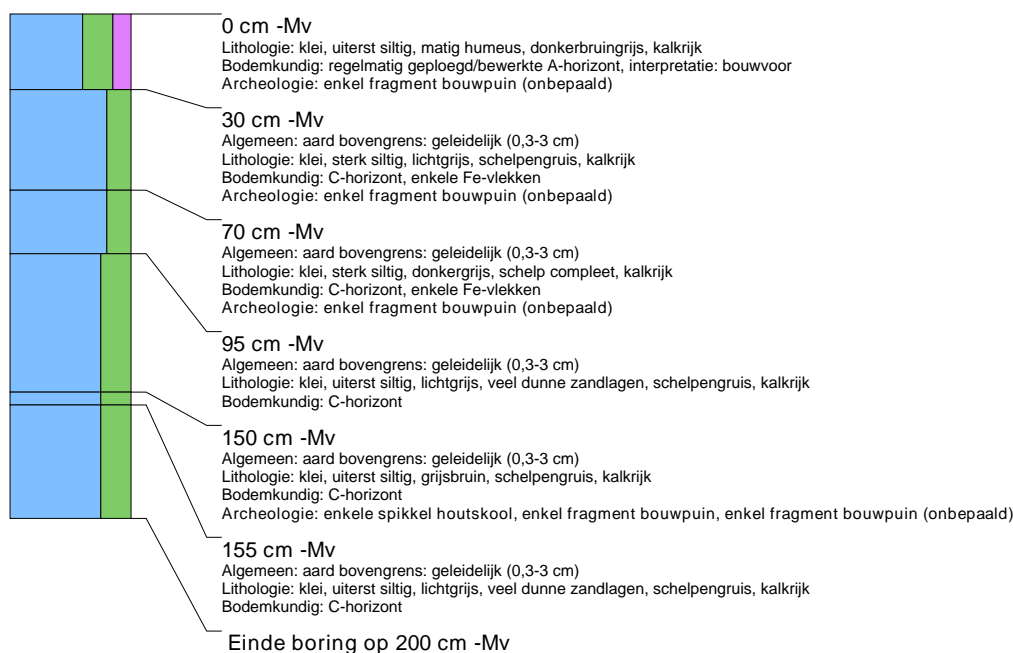 0 cm -Mv
Lithologie: klei, uiterst siltig, matig humeus, donkerbruingrijs, kalkrijk
Bodemkundig: regelmatig geploegd/bewerkte A-horizont, interpretatie: bouwvoor
Archeologie: enkel fragment bouwpuin (onbepaald)
30 cm -Mv
Algemeen: aard bovengrens: geleidelijk (0,3-3 cm)
Lithologie: klei, sterk siltig, lichtgrijs, schelpengruis, kalkrijk
Bodemkundig: C-horizont, enkele Fe-vlekken
Archeologie: enkel fragment bouwpuin (onbepaald)
70 cm -Mv
Algemeen: aard bovengrens: geleidelijk (0,3-3 cm)
Lithologie: klei, sterk siltig, donkergrijs, schelp compleet, kalkrijk
Bodemkundig: C-horizont, enkele Fe-vlekken
Archeologie: enkel fragment bouwpuin (onbepaald)
95 cm -Mv
Algemeen: aard bovengrens: geleidelijk (0,3-3 cm)
Lithologie: klei, uiterst siltig, lichtgrijs, veel dunne zandlagen, schelpengruis, kalkrijk
Bodemkundig: C-horizont
150 cm -Mv
Algemeen: aard bovengrens: geleidelijk (0,3-3 cm)
Lithologie: klei, uiterst siltig, grijsbruin, schelpengruis, kalkrijk
Bodemkundig: C-horizont
Archeologie: enkele spikkel houtskool, enkel fragment bouwpuin, enkel fragment bouwpuin (onbepaald)
155 cm -Mv
Algemeen: aard bovengrens: geleidelijk (0,3-3 cm)
Lithologie: klei, uiterst siltig, lichtgrijs, veel dunne zandlagen, schelpengruis, kalkrijk
Bodemkundig: C-horizont
Einde boring op 200 cm -Mv